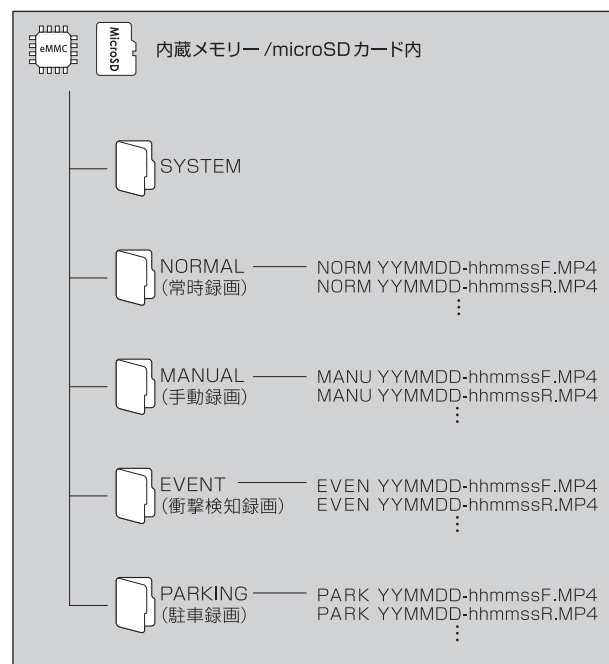 eMMC
MicroSD
内蔵メモリー/microSDカード内
SYSTEM
NORMAL
(常時録画)
NORM YYMMDD-hhmmssF.MP4
NORM YYMMDD-hhmmssR.MP4
⋮
MANUAL
(手動録画)
MANU YYMMDD-hhmmssF.MP4
MANU YYMMDD-hhmmssR.MP4
⋮
EVENT
(衝撃検知録画)
EVEN YYMMDD-hhmmssF.MP4
EVEN YYMMDD-hhmmssR.MP4
⋮
PARKING
(駐車録画)
PARK YYMMDD-hhmmssF.MP4
PARK YYMMDD-hhmmssR.MP4
⋮